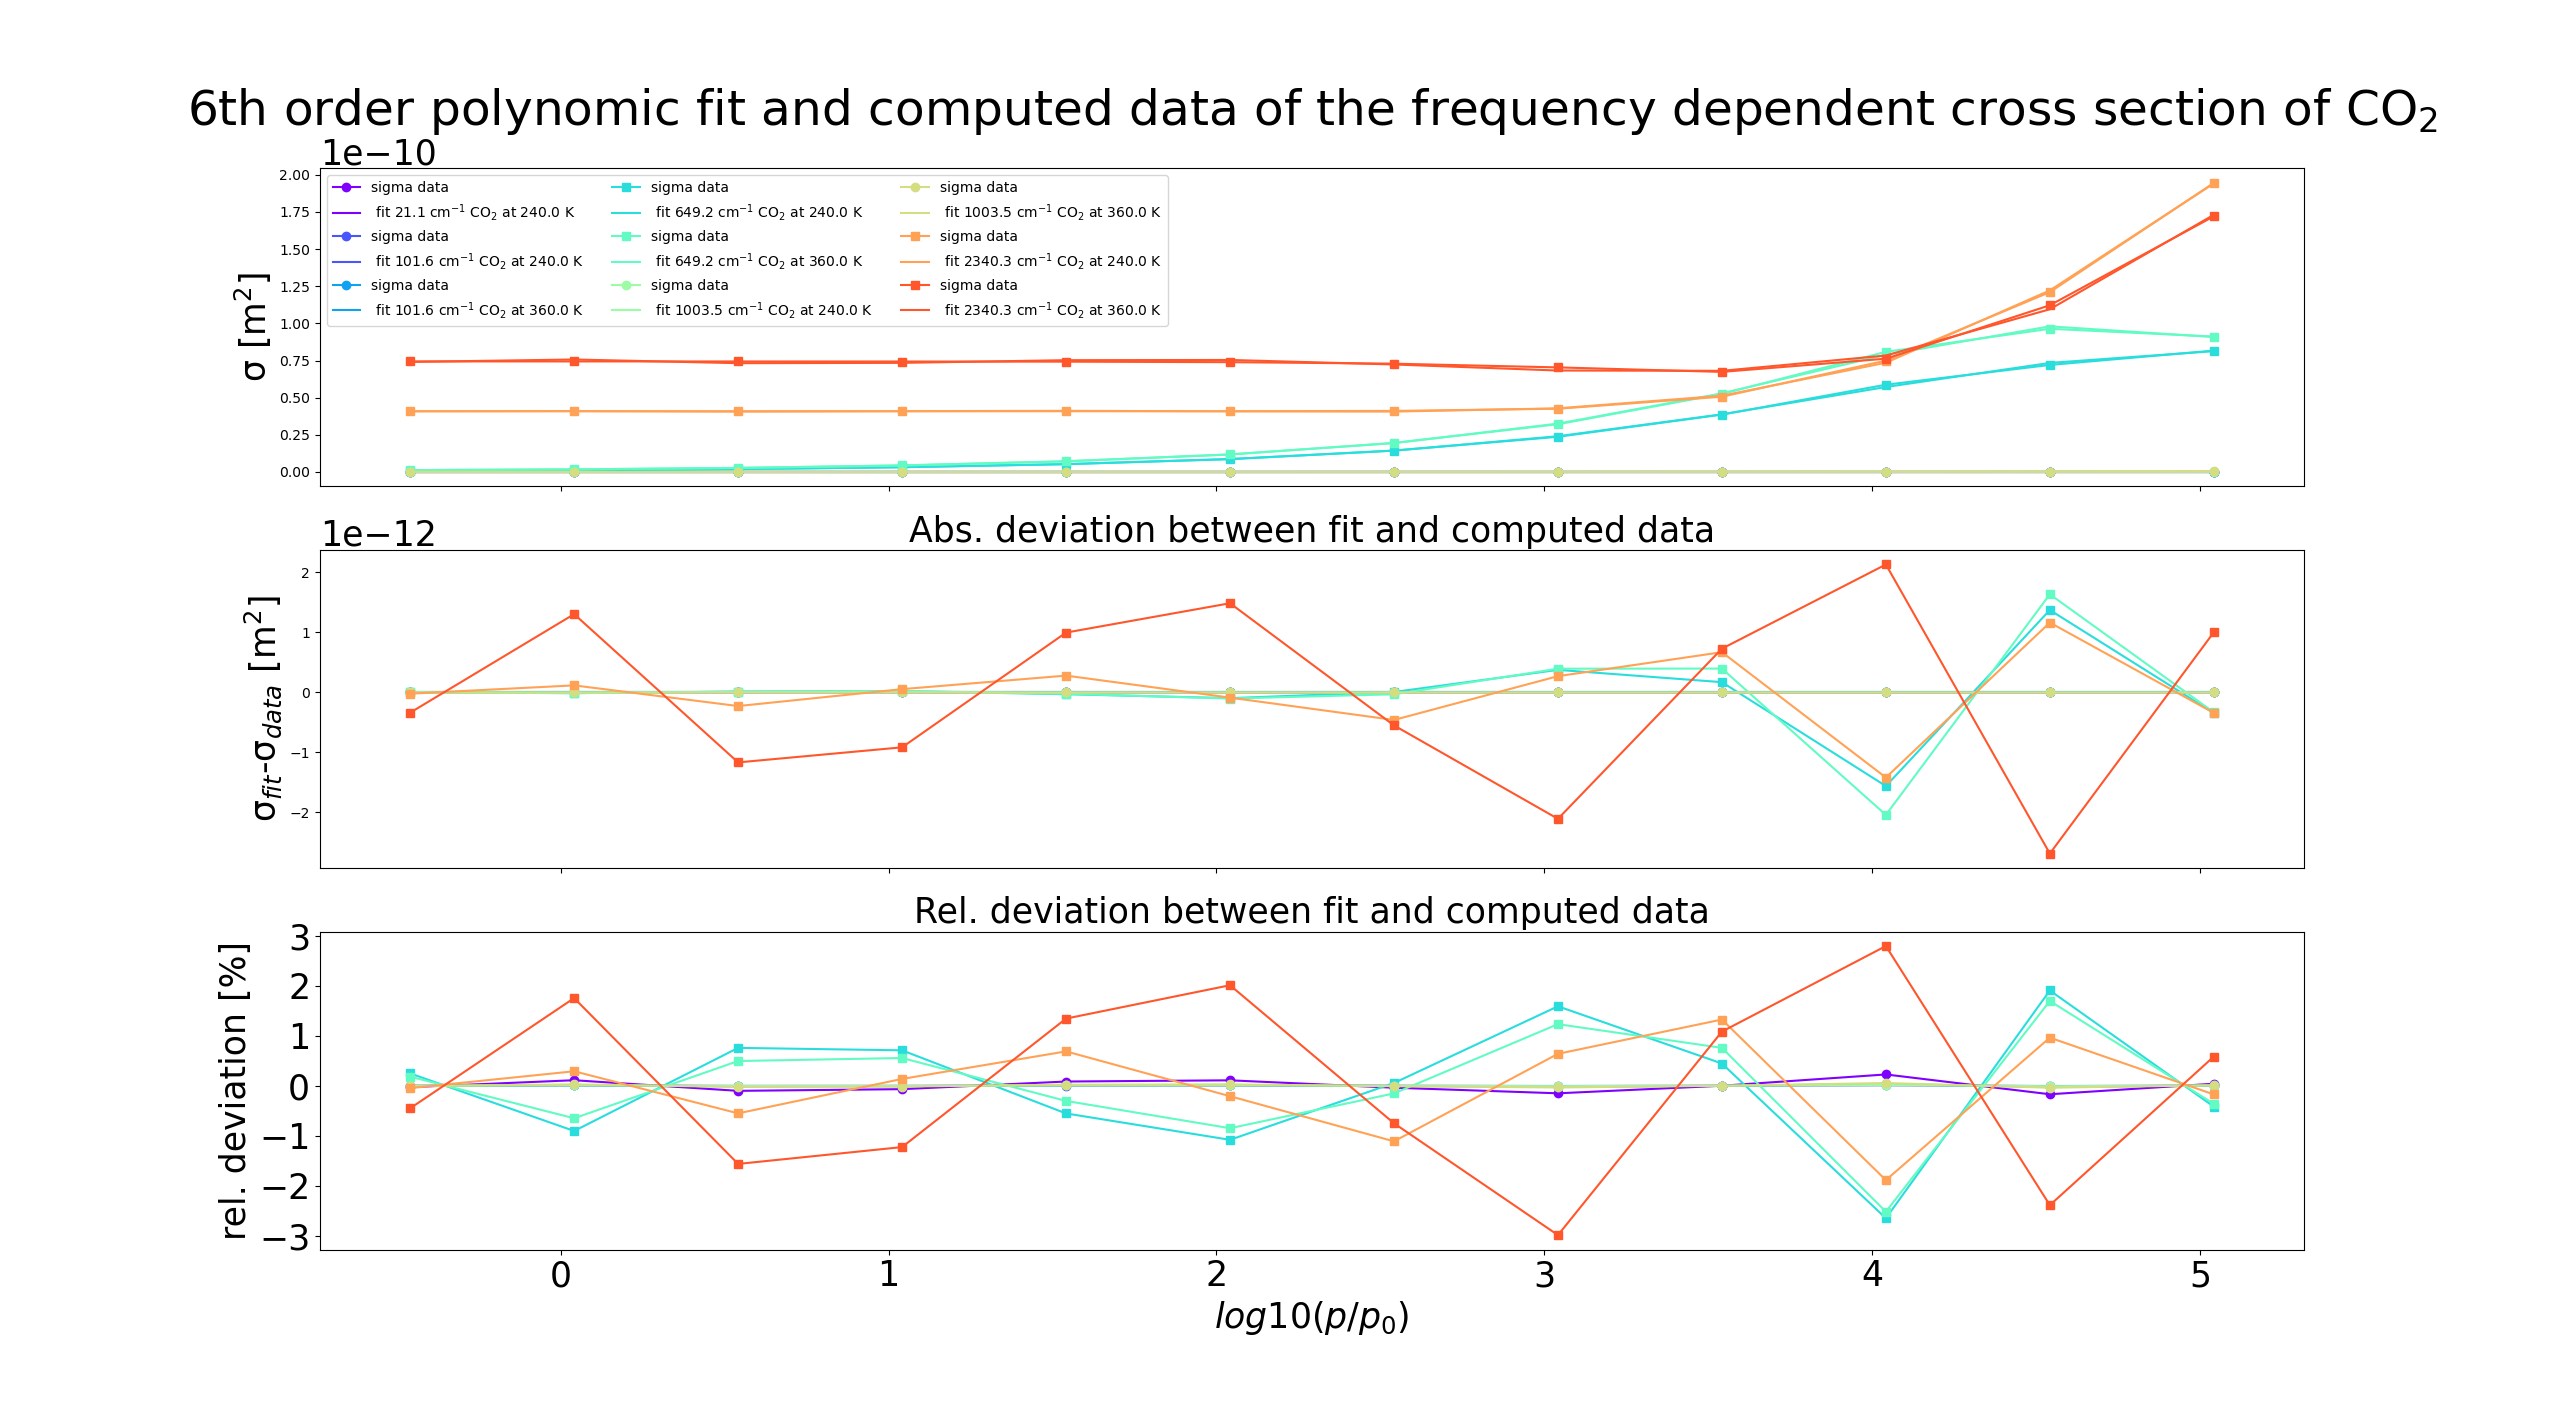 6th order polynomic fit and computed data of the frequency dependent cross section of CO₂
1e−10
σ [m²]
2.00
1.75
1.50
1.25
1.00
0.75
0.50
0.25
0.00
sigma data
fit 21.1 cm⁻¹ CO₂ at 240.0 K
sigma data
fit 101.6 cm⁻¹ CO₂ at 240.0 K
sigma data
fit 101.6 cm⁻¹ CO₂ at 360.0 K
sigma data
fit 649.2 cm⁻¹ CO₂ at 240.0 K
sigma data
fit 649.2 cm⁻¹ CO₂ at 360.0 K
sigma data
fit 1003.5 cm⁻¹ CO₂ at 240.0 K
sigma data
fit 1003.5 cm⁻¹ CO₂ at 360.0 K
sigma data
fit 2340.3 cm⁻¹ CO₂ at 240.0 K
sigma data
fit 2340.3 cm⁻¹ CO₂ at 360.0 K
Abs. deviation between fit and computed data
1e−12
σ_fit-σ_data [m²]
2
1
0
−1
−2
Rel. deviation between fit and computed data
rel. deviation [%]
3
2
1
0
−1
−2
−3
0 1 2 3 4 5
log10(p/p₀)